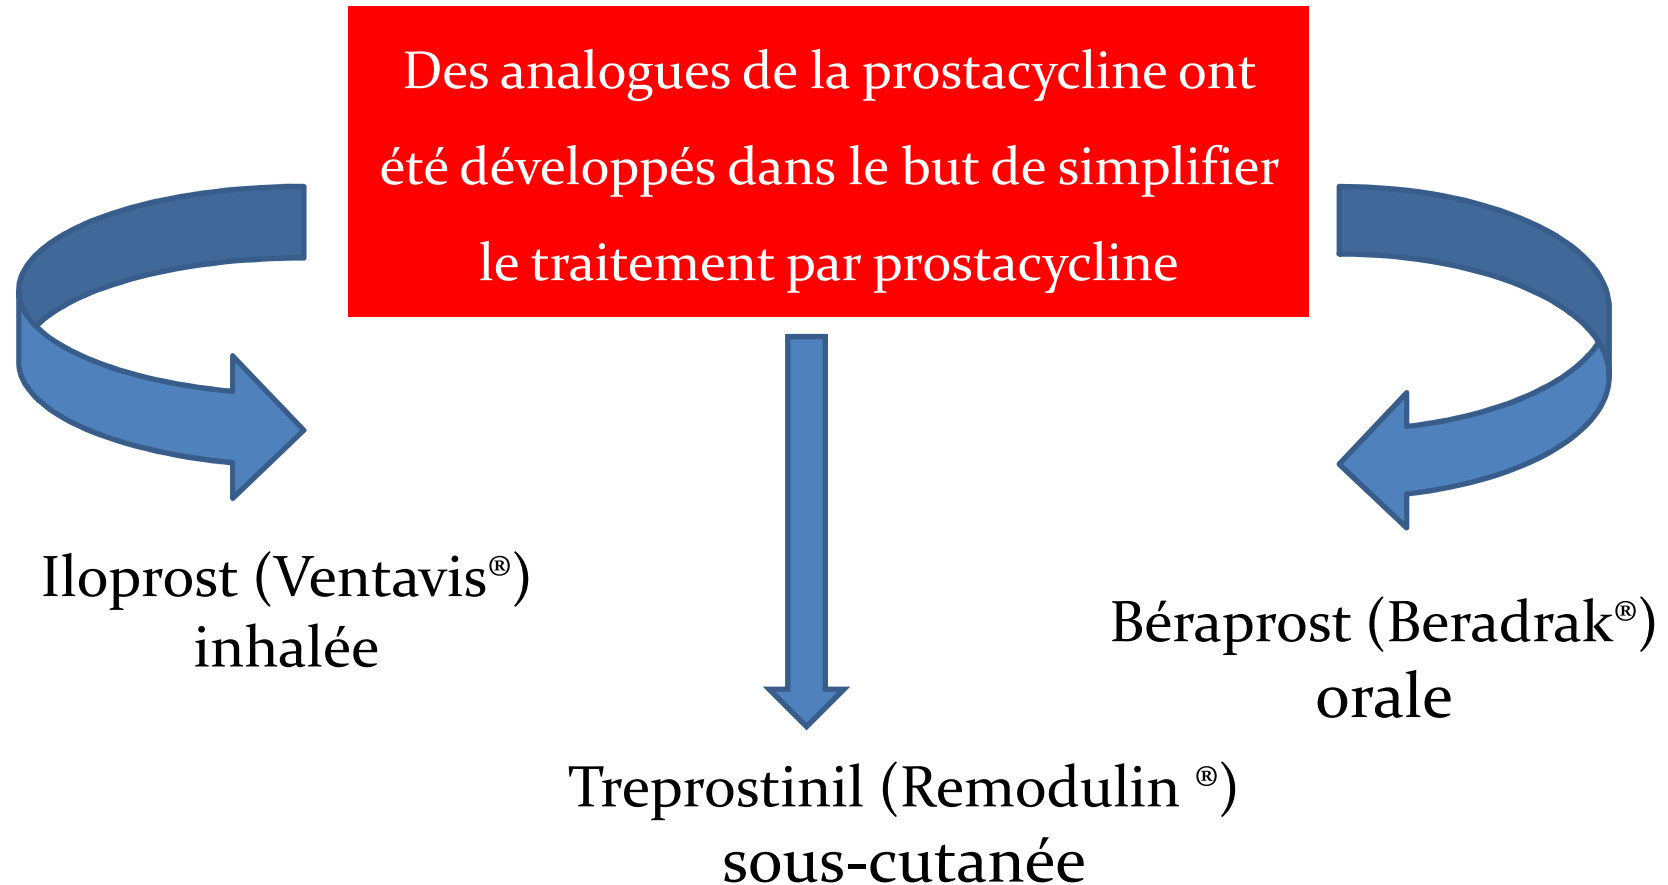 Des analogues de la prostacycline ont
été développés dans le but de simplifier
le traitement par prostacycline
Iloprost (Ventavis®)
inhalée
Béraprost (Beradrak®)
orale
Treprostinil (Remodulin ®)
sous-cutanée